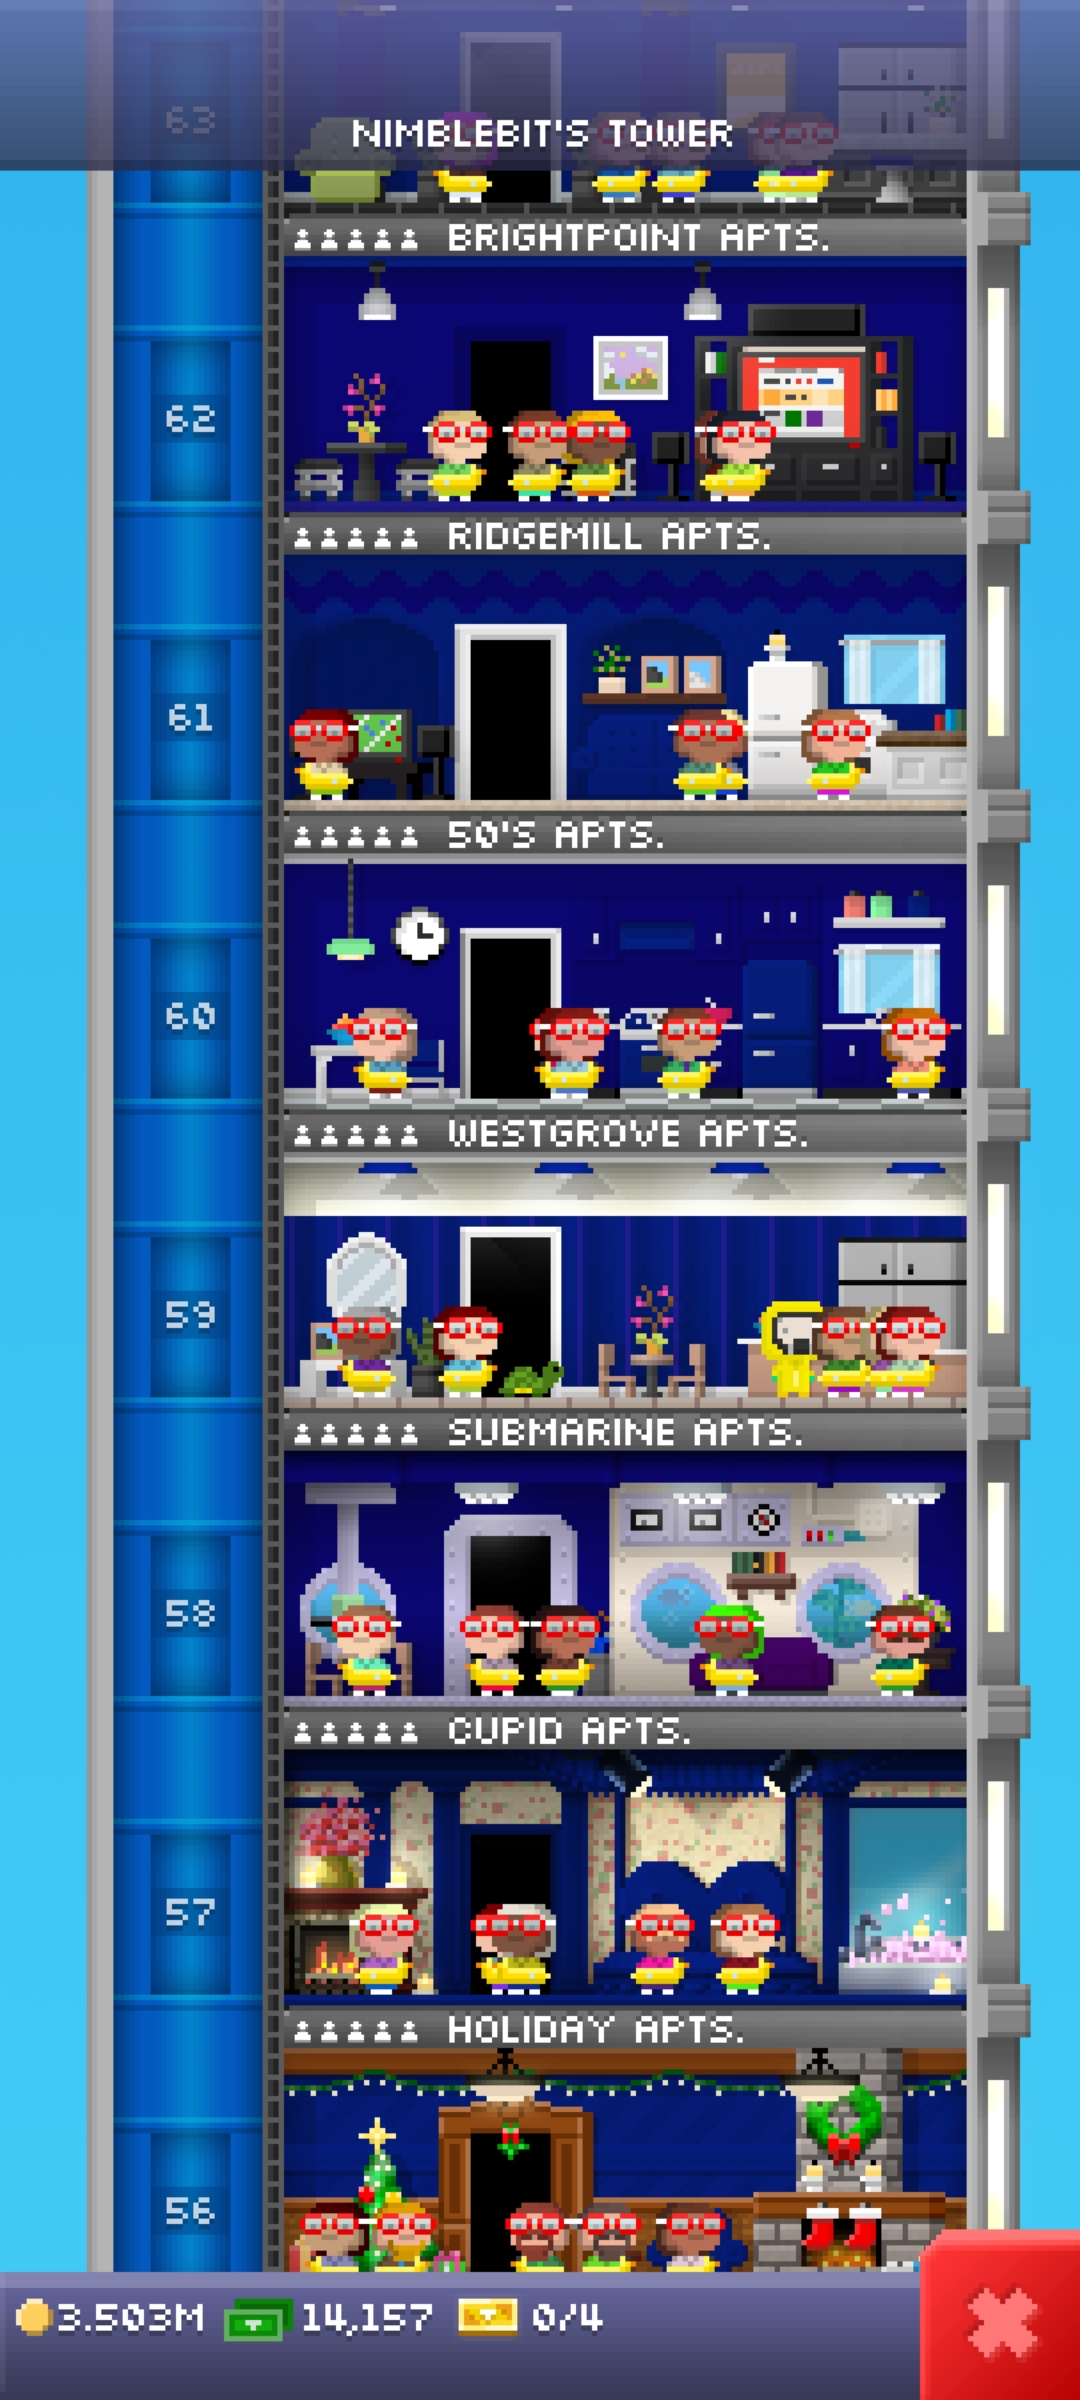 63
NIMBLEBIT'S TOWER
BRIGHTPOINT APTS.
62
RIDGEMILL APTS.
61
50'S APTS.
60
WESTGROVE APTS.
59
SUBMARINE APTS.
58
CUPID APTS.
57
HOLIDAY APTS.
56
3.503M 14,157 0/4